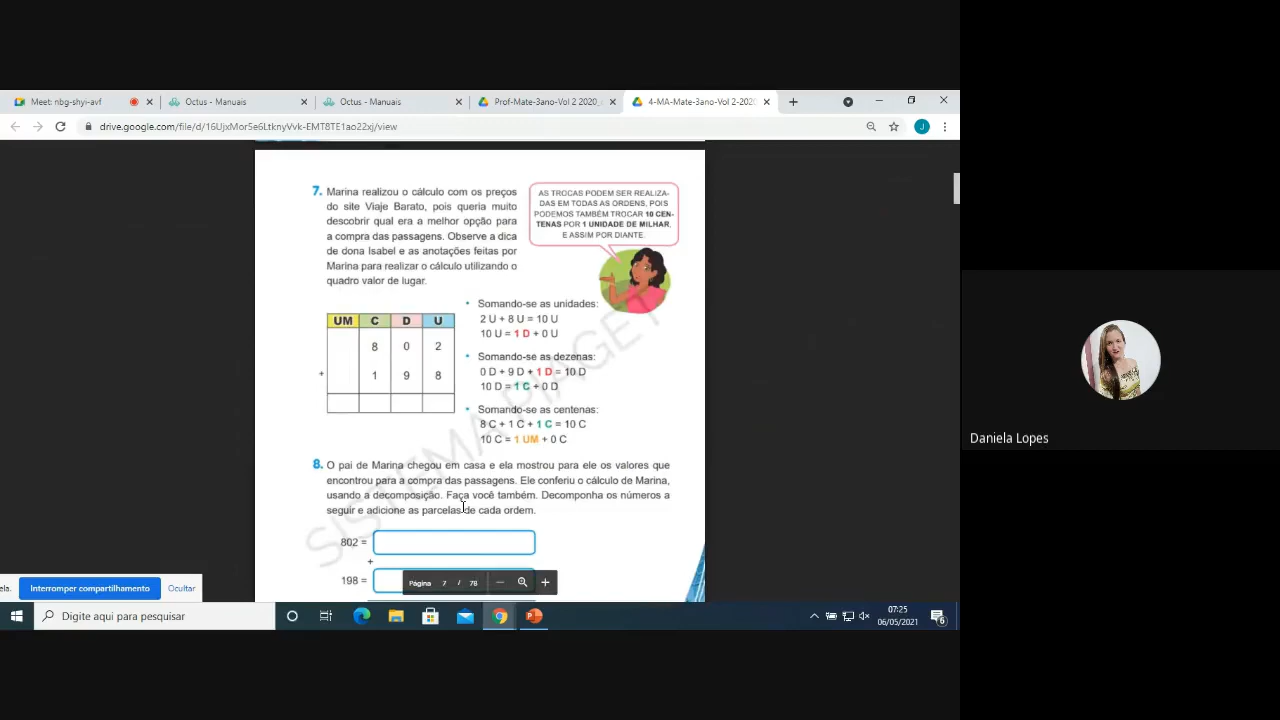 Meet: nbg-shyi-avf
Octus - Manuais
Octus - Manuais
Prof-Mate-3ano-Vol 2 2020_
4-MA-Mate-3ano-Vol 2-2020
drive.google.com/file/d/16UjxMor5e6LtknyVvk-EMT8TE1ao22xj/view
J
7. Marina realizou o cálculo com os preços
do site Viaje Barato, pois queria muito
descobrir qual era a melhor opção para
a compra das passagens. Observe a dica
de dona Isabel e as anotações feitas por
Marina para realizar o cálculo utilizando o
quadro valor de lugar.
AS TROCAS PODEM SER REALIZA-
DAS EM TODAS AS ORDENS, POIS
PODEMOS TAMBÉM TROCAR 10 CEN-
TENAS POR 1 UNIDADE DE MILHAR,
E ASSIM POR DIANTE.
UM C D U
8 0 2
+ 1 9 8
• Somando-se as unidades:
2 U + 8 U = 10 U
10 U = 1 D + 0 U
• Somando-se as dezenas:
0 D + 9 D + 1 D = 10 D
10 D = 1 C + 0 D
• Somando-se as centenas:
8 C + 1 C + 1 C = 10 C
10 C = 1 UM + 0 C
8. O pai de Marina chegou em casa e ela mostrou para ele os valores que
encontrou para a compra das passagens. Ele conferiu o cálculo de Marina,
usando a decomposição. Faça você também. Decomponha os números a
seguir e adicione as parcelas de cada ordem.
802 =
+
198 =
SISTEMA PIAGET
Página 7 / 78
ela.
Interromper compartilhamento
Ocultar
Digite aqui para pesquisar
07:25
06/05/2021
6
Daniela Lopes